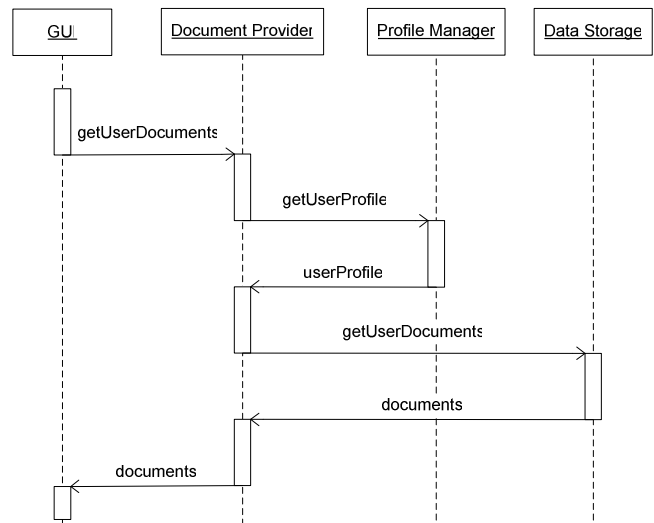 GUI
Document Provider
Profile Manager
Data Storage
getUserDocuments
getUserProfile
userProfile
getUserDocuments
documents
documents